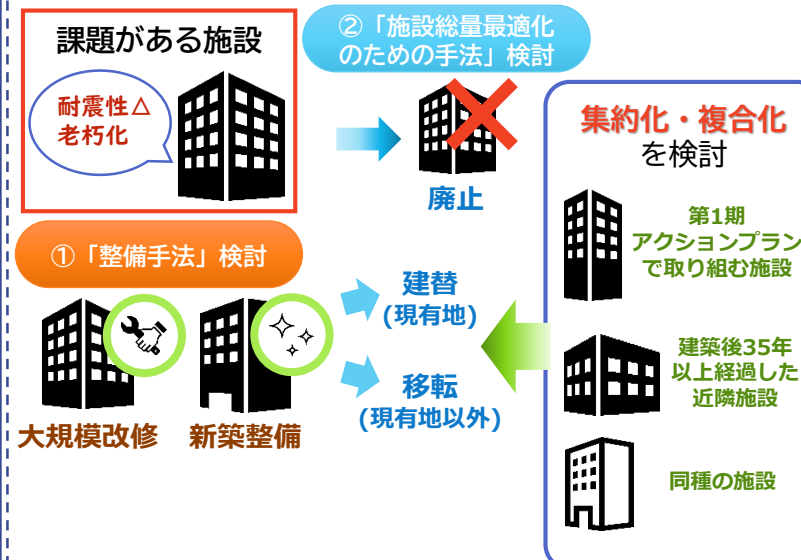 課題がある施設
耐震性△
老朽化
②「施設総量最適化
のための手法」検討
廃止
①「整備手法」検討
大規模改修
新築整備
建替
(現有地)
移転
(現有地以外)
集約化・複合化
を検討
第1期
アクションプラン
で取り組む施設
建築後35年
以上経過した
近隣施設
同種の施設